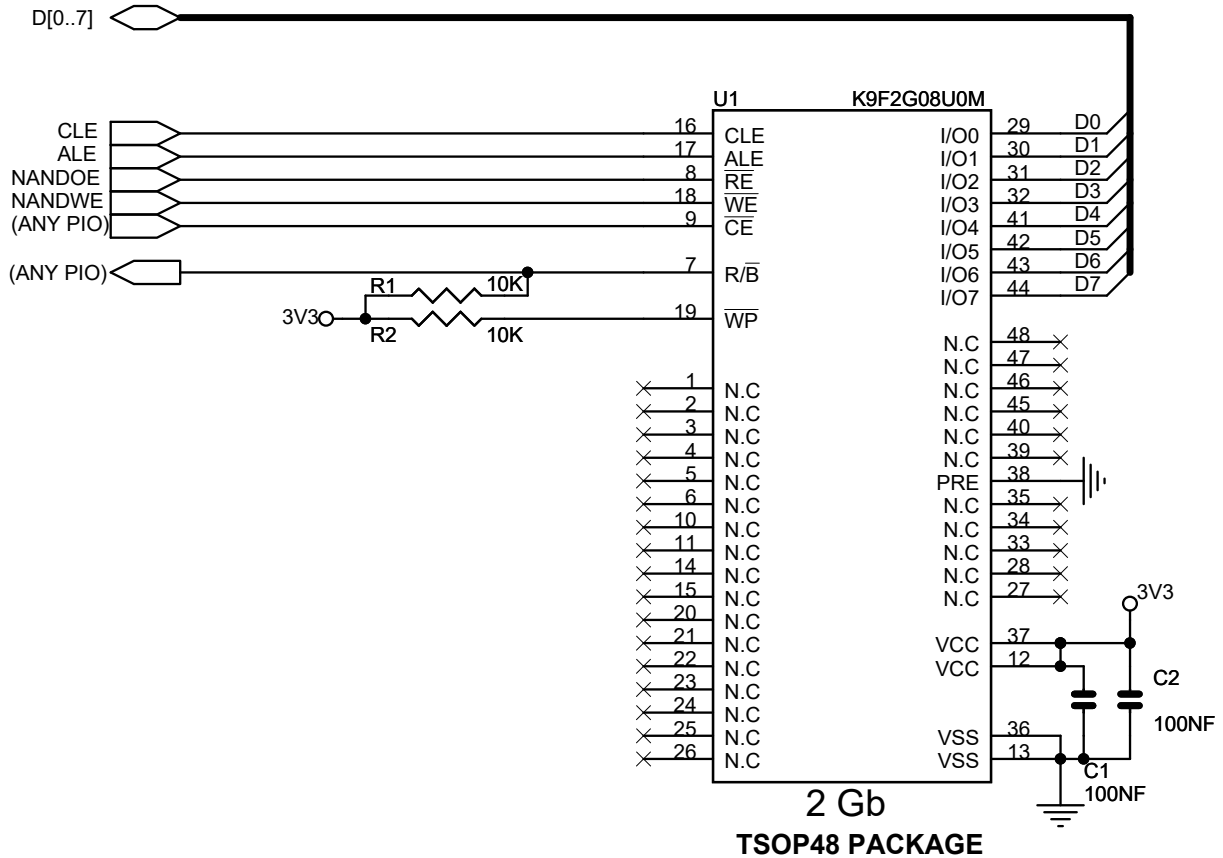 D[0..7]
U1 K9F2G08U0M
CLE 16 CLE I/O0 29 D0
ALE 17 ALE I/O1 30 D1
NANDOE 8 RE I/O2 31 D2
NANDWE 18 WE I/O3 32 D3
(ANY PIO) 9 CE I/O4 41 D4
I/O5 42 D5
(ANY PIO) 7 R/B I/O6 43 D6
R1 10K I/O7 44 D7
3V3 19 WP
R2 10K
N.C 48
N.C 47
1 N.C N.C 46
2 N.C N.C 45
3 N.C N.C 40
4 N.C N.C 39
5 N.C PRE 38
6 N.C N.C 35
10 N.C N.C 34
11 N.C N.C 33
14 N.C N.C 28
15 N.C N.C 27
3V3
20 N.C
21 N.C VCC 37
22 N.C VCC 12
C2
23 N.C
24 N.C
100NF
25 N.C VSS 36
26 N.C VSS 13
C1
100NF
2 Gb
TSOP48 PACKAGE